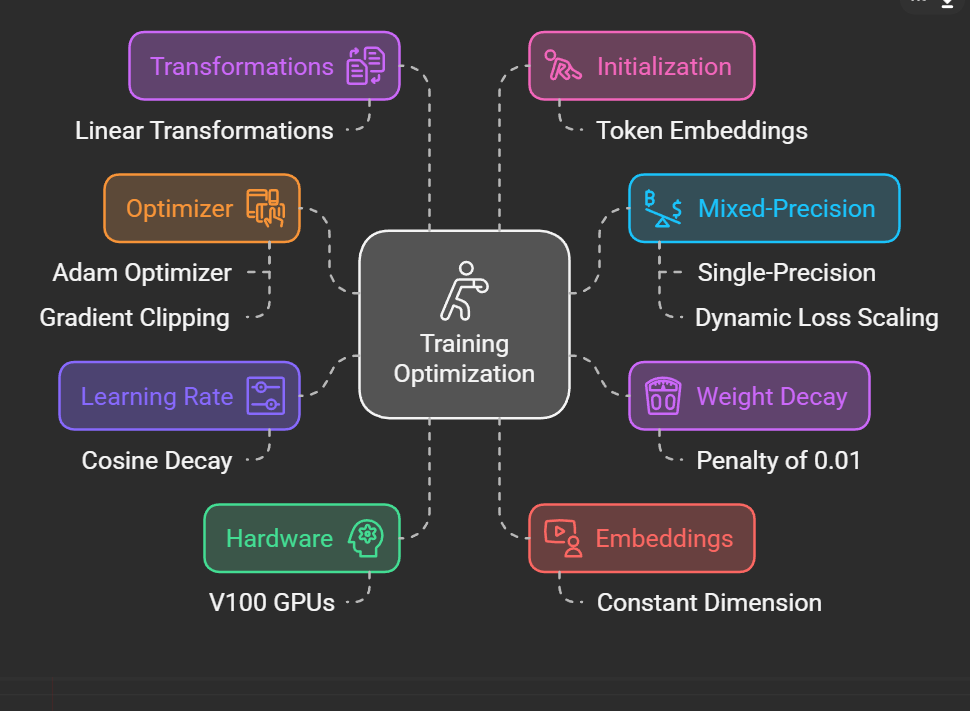 Transformations
Linear Transformations
Initialization
Token Embeddings
Optimizer
Adam Optimizer
Gradient Clipping
Mixed-Precision
Single-Precision
Dynamic Loss Scaling
Training
Optimization
Learning Rate
Cosine Decay
Weight Decay
Penalty of 0.01
Hardware
V100 GPUs
Embeddings
Constant Dimension